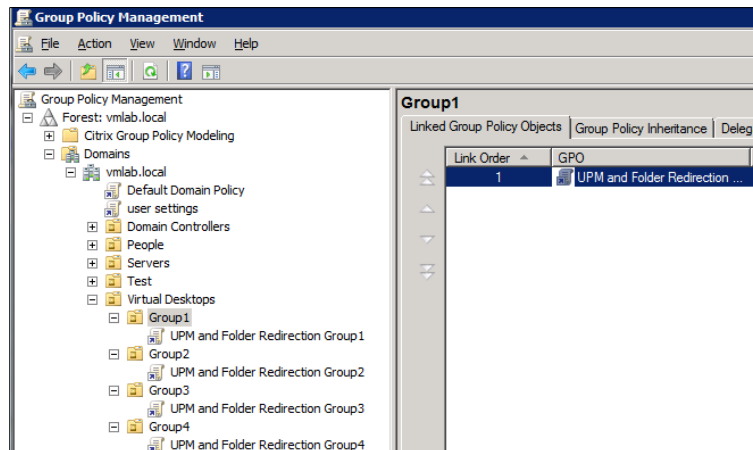 Group Policy Management
File Action View Window Help
Group Policy Management
Forest: vmlab.local
Citrix Group Policy Modeling
Domains
vmlab.local
Default Domain Policy
user settings
Domain Controllers
People
Servers
Test
Virtual Desktops
Group1
UPM and Folder Redirection Group1
Group2
UPM and Folder Redirection Group2
Group3
UPM and Folder Redirection Group3
Group4
UPM and Folder Redirection Group4
Group1
Linked Group Policy Objects Group Policy Inheritance Deleg
Link Order GPO
1 UPM and Folder Redirection ...